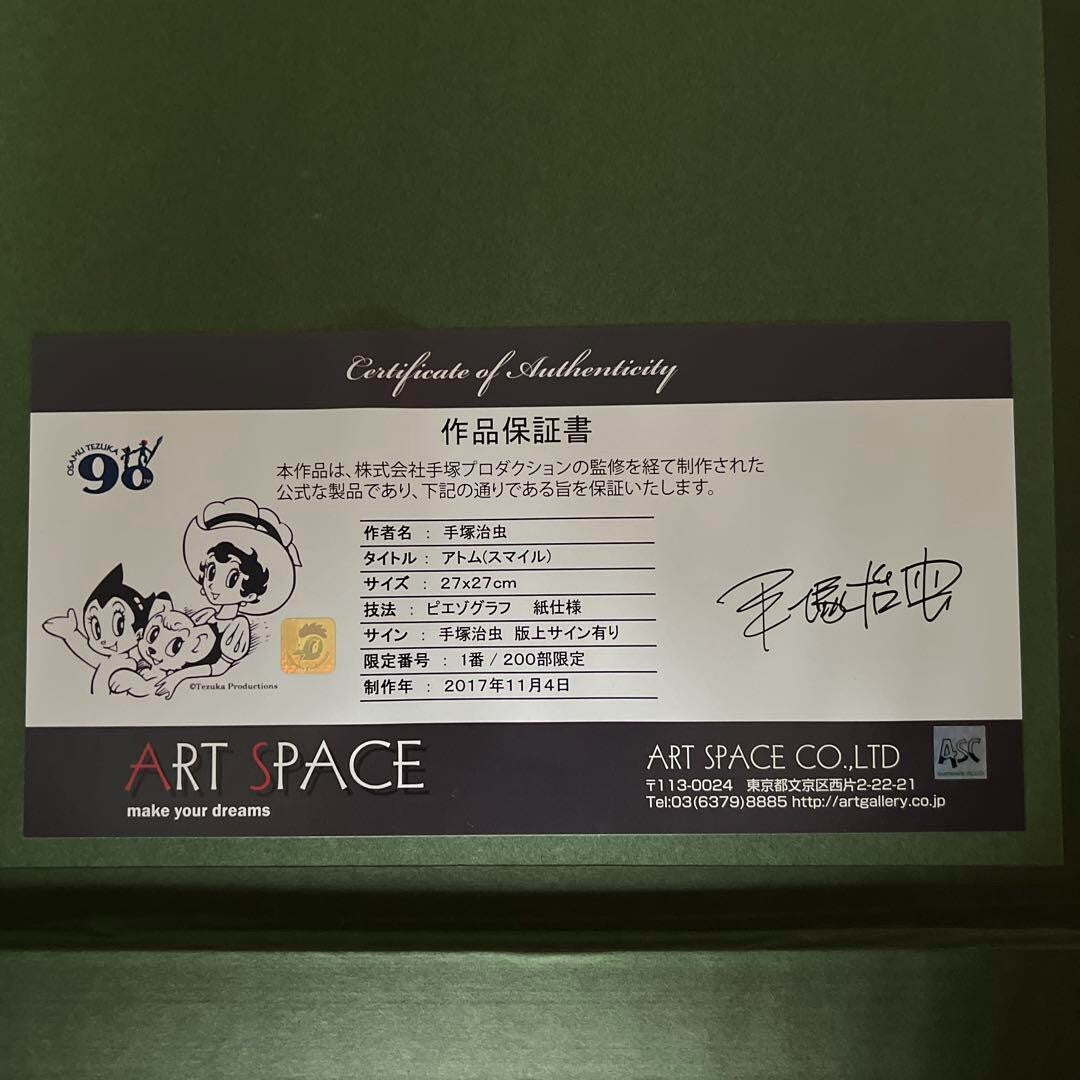 Certificate of Authenticity
作品保証書
OSAMU TEZUKA
90
TM
本作品は、株式会社手塚プロダクションの監修を経て制作された
公式な製品であり、下記の通りである旨を保証いたします。
作者名 : 手塚治虫
タイトル : アトム(スマイル)
サイズ : 27x27cm
技法 : ピエゾグラフ 紙仕様
サイン : 手塚治虫 版上サイン有り
限定番号 : 1番 / 200部限定
制作年 : 2017年11月4日
手塚治虫
©Tezuka Productions
ART SPACE
make your dreams
ART SPACE CO.,LTD
〒113-0024 東京都文京区西片2-22-21
Tel:03(6379)8885 http://artgallery.co.jp
ASC